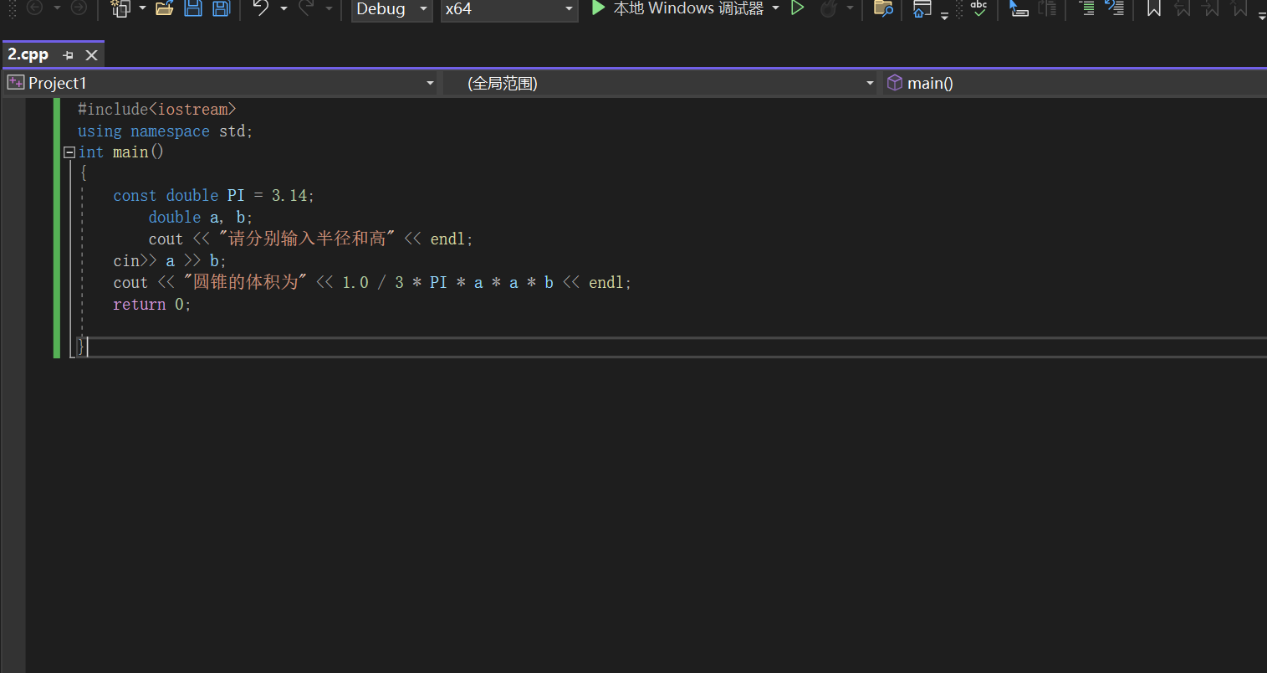 Debug x64 本地 Windows 调试器 abc
2.cpp
Project1 (全局范围) main()
#include<iostream>
using namespace std;
int main()
{
const double PI = 3.14;
double a, b;
cout << "请分别输入半径和高" << endl;
cin>> a >> b;
cout << "圆锥的体积为" << 1.0 / 3 * PI * a * a * b << endl;
return 0;
}